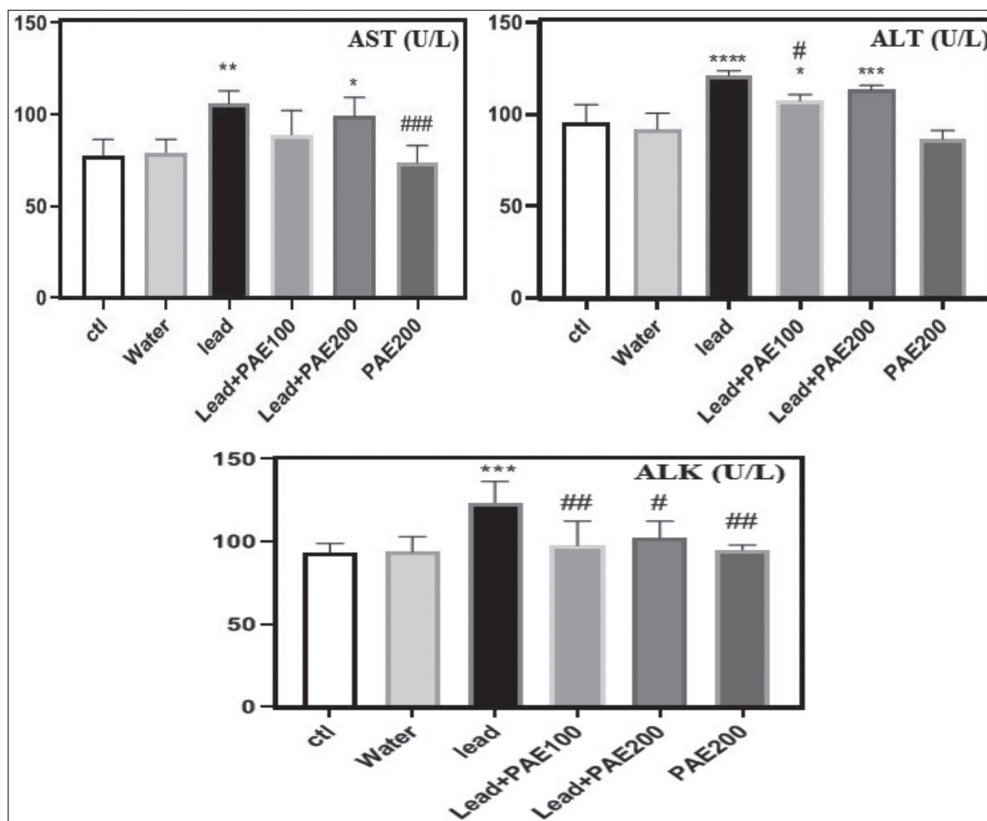 AST (U/L)
150
100
50
0
**
*
###
ctl
Water
lead
Lead+PAE100
Lead+PAE200
PAE200
ALT (U/L)
150
100
50
0
****
#
*
***
ctl
Water
lead
Lead+PAE100
Lead+PAE200
PAE200
ALK (U/L)
150
100
50
0
***
##
#
##
ctl
Water
lead
Lead+PAE100
Lead+PAE200
PAE200